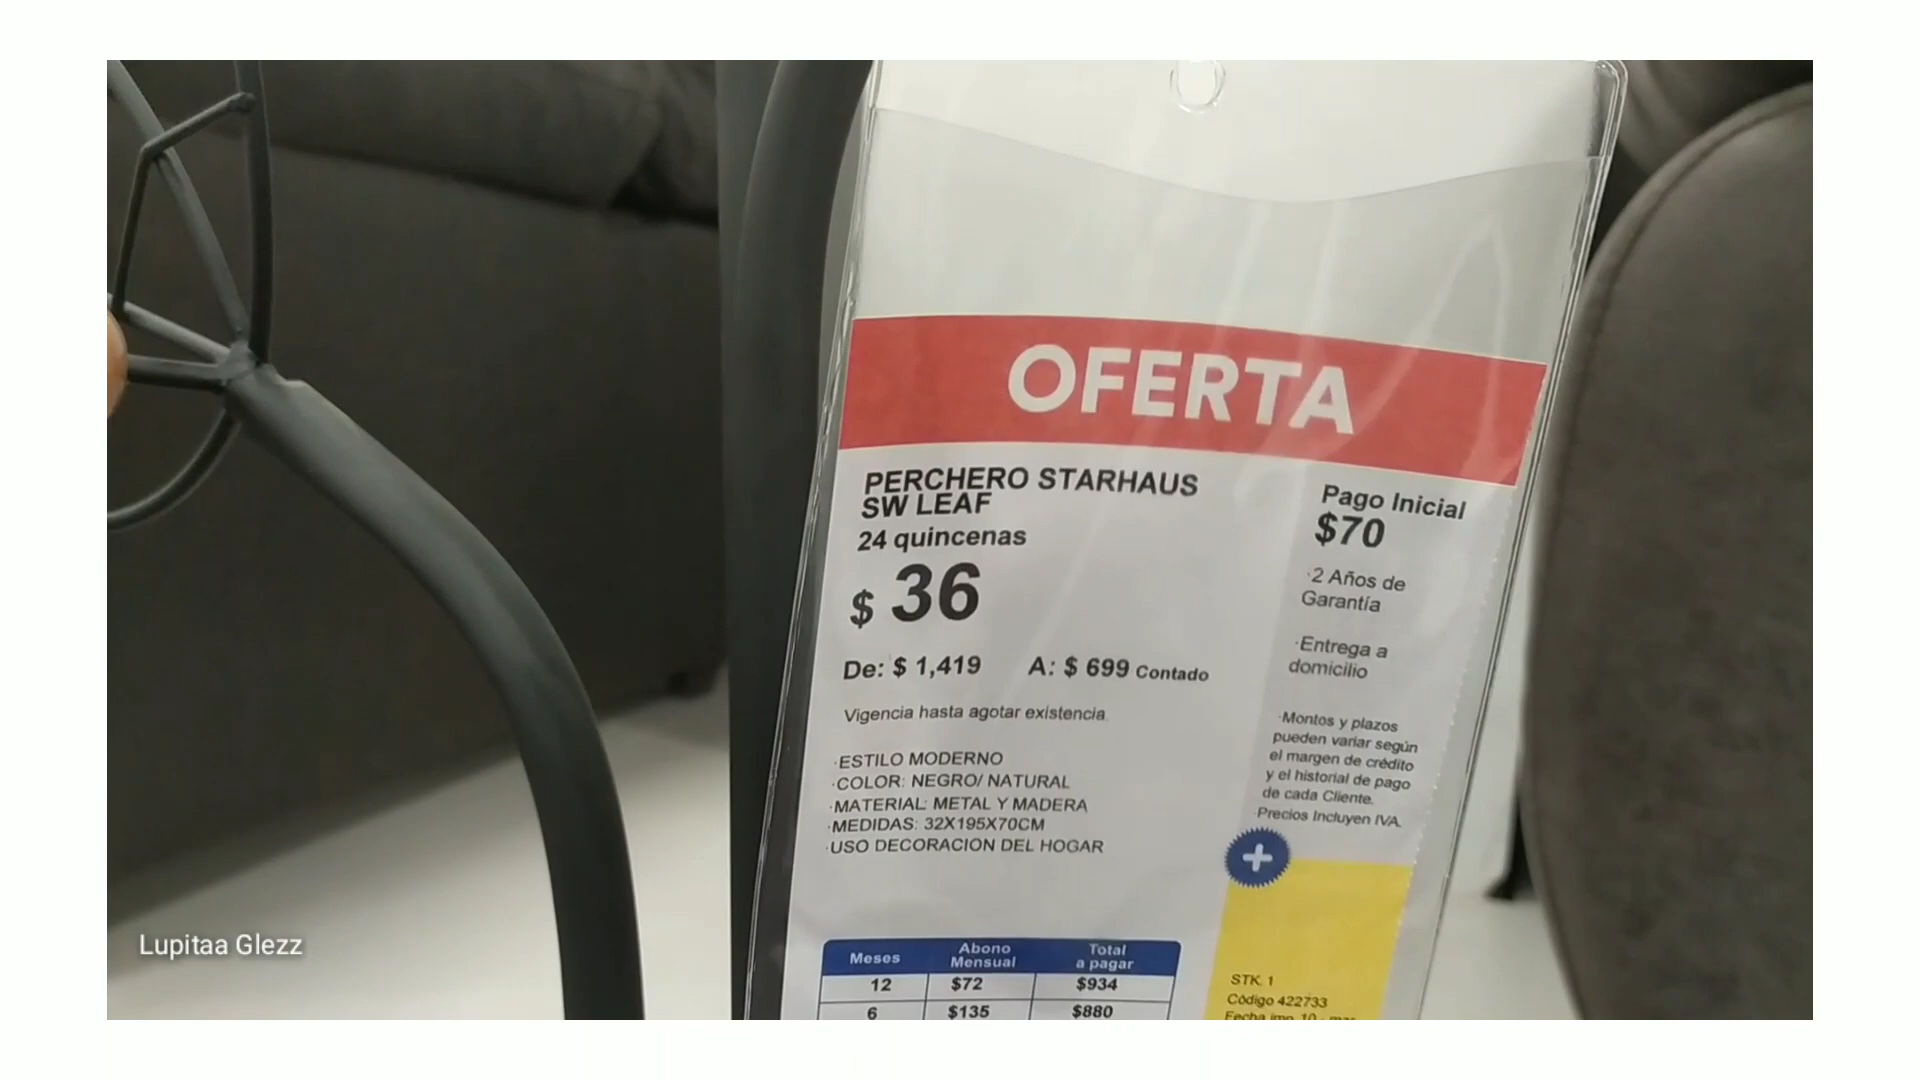 OFERTA
PERCHERO STARHAUS
SW LEAF
24 quincenas
$ 36
De: $ 1,419 A: $ 699 Contado
Vigencia hasta agotar existencia.
·ESTILO MODERNO
·COLOR: NEGRO/ NATURAL
·MATERIAL: METAL Y MADERA
·MEDIDAS: 32X195X70CM
·USO DECORACION DEL HOGAR
Pago Inicial
$70
·2 Años de
Garantía
·Entrega a
domicilio
·Montos y plazos
pueden variar según
el margen de crédito
y el historial de pago
de cada Cliente.
·Precios Incluyen IVA.
+
Meses Abono Mensual Total a pagar
12 $72 $934
6 $135 $880
STK. 1
Código 422733
Fecha imp. 10 - mar
Lupitaa Glezz